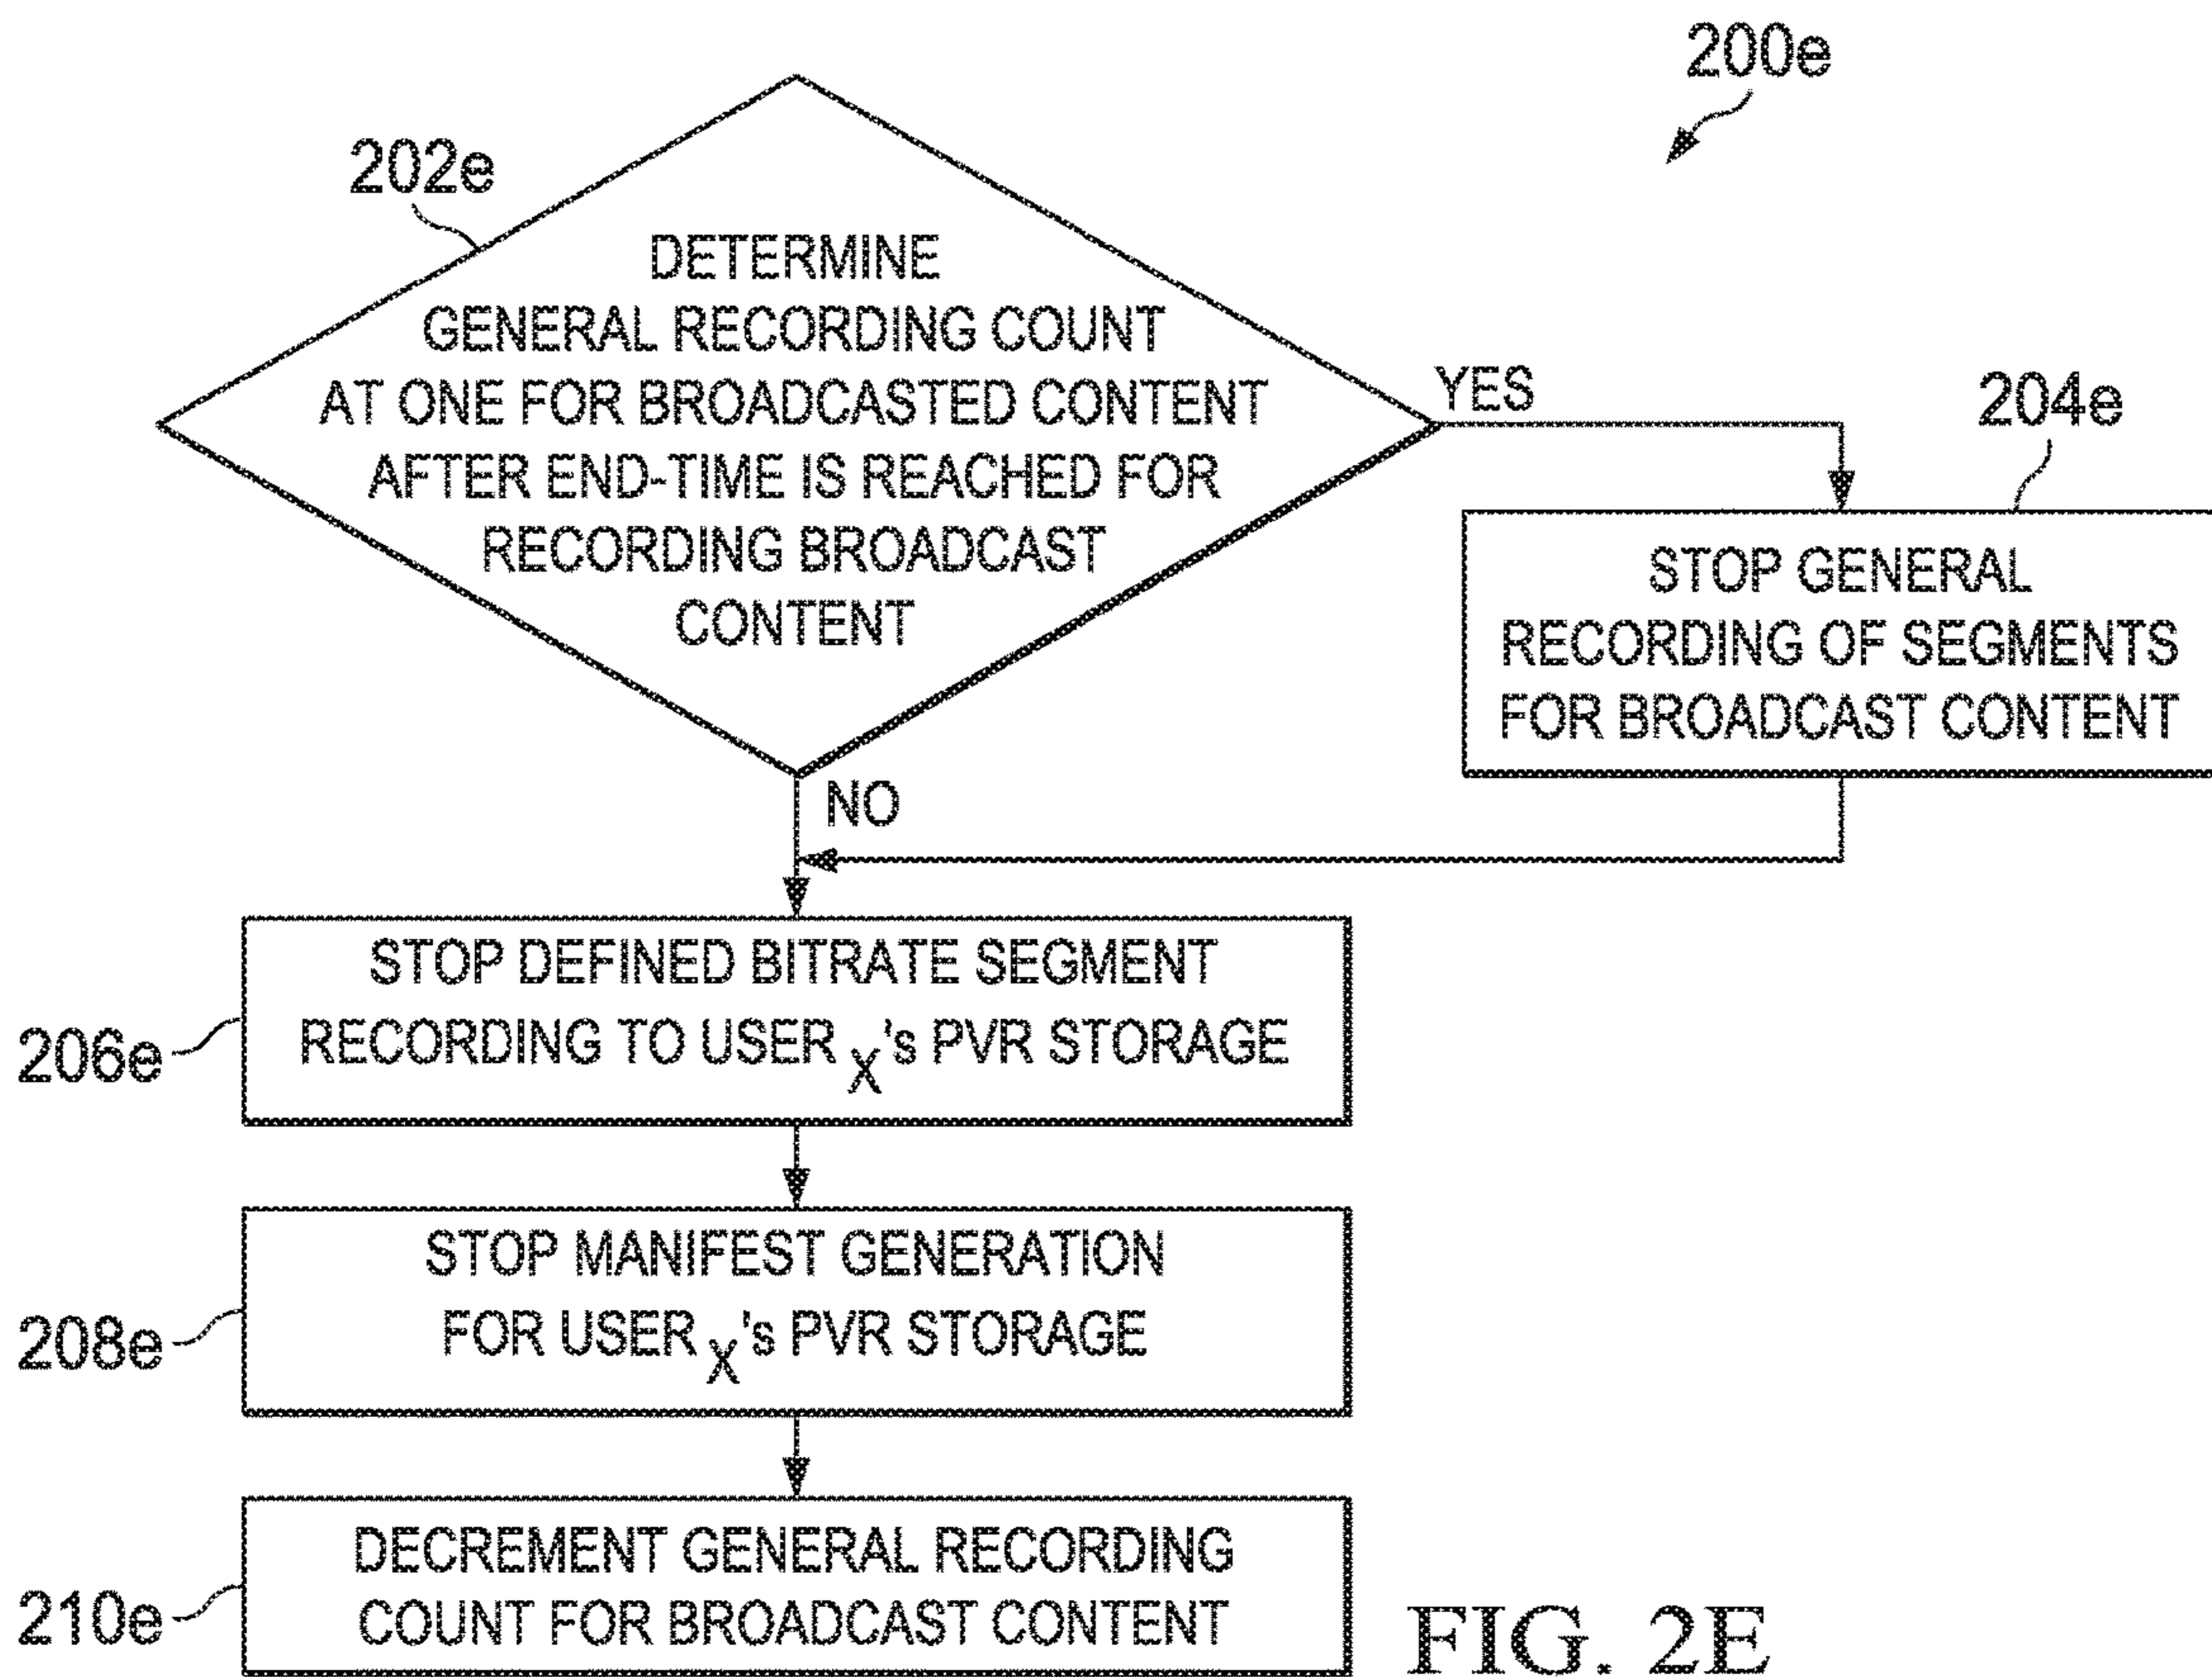 200e
202e
DETERMINE
GENERAL RECORDING COUNT
AT ONE FOR BROADCASTED CONTENT
AFTER END-TIME IS REACHED FOR
RECORDING BROADCAST
CONTENT
YES
204e
STOP GENERAL
RECORDING OF SEGMENTS
FOR BROADCAST CONTENT
NO
206e
STOP DEFINED BITRATE SEGMENT
RECORDING TO USER X's PVR STORAGE
208e
STOP MANIFEST GENERATION
FOR USER X's PVR STORAGE
210e
DECREMENT GENERAL RECORDING
COUNT FOR BROADCAST CONTENT
FIG. 2E